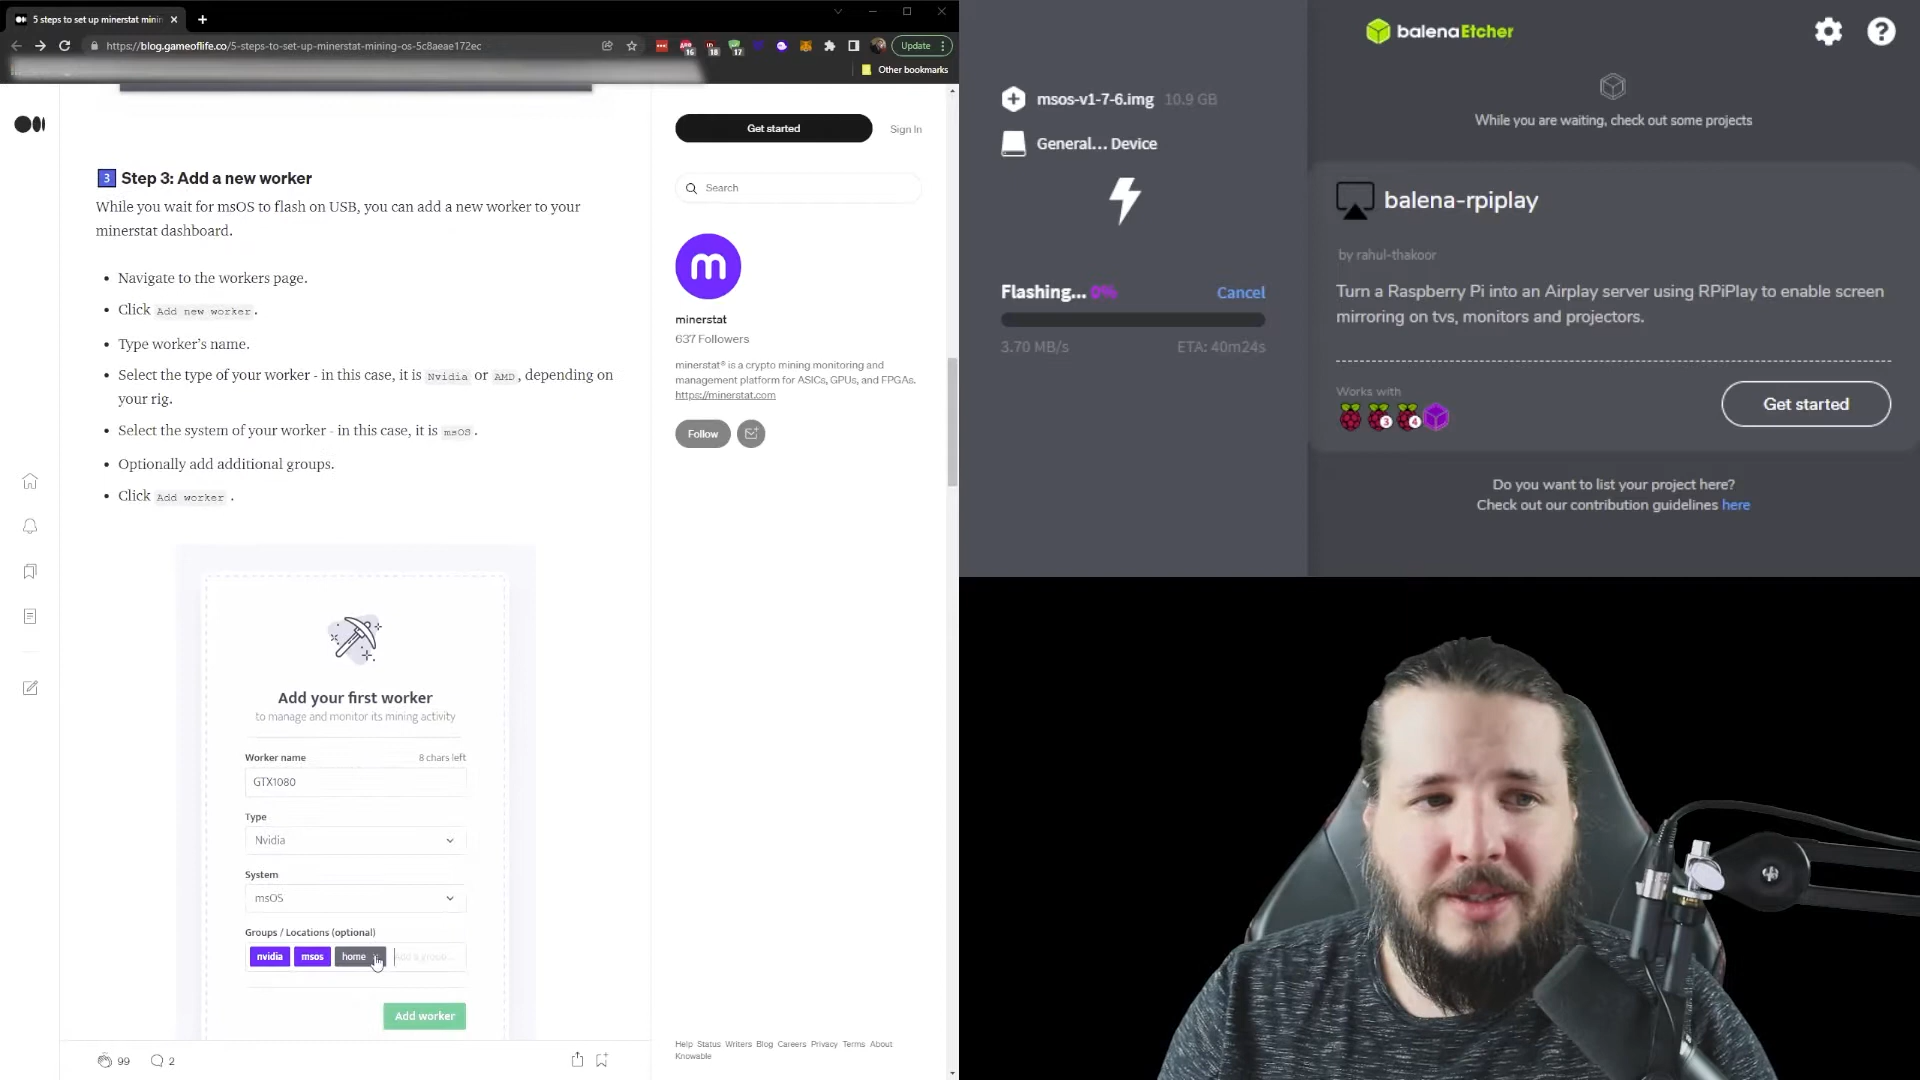 5 steps to set up minerstat minin
https://blog.gameoflife.co/5-steps-to-set-up-minerstat-mining-os-5c8aeae172ec
16
18
17
Update
Other bookmarks
3 Step 3: Add a new worker
While you wait for msOS to flash on USB, you can add a new worker to your
minerstat dashboard.
• Navigate to the workers page.
• Click Add new worker.
• Type worker’s name.
• Select the type of your worker - in this case, it is Nvidia or AMD, depending on
your rig.
• Select the system of your worker - in this case, it is msOS.
• Optionally add additional groups.
• Click Add worker .
Add your first worker
to manage and monitor its mining activity
Worker name 8 chars left
GTX1080
Type
Nvidia
System
msOS
Groups / Locations (optional)
nvidia msos home Add a group...
Add worker
99 2
Get started Sign In
Search
m
minerstat
637 Followers
minerstat® is a crypto mining monitoring and
management platform for ASICs, GPUs, and FPGAs.
https://minerstat.com
Follow
Help Status Writers Blog Careers Privacy Terms About
Knowable
msos-v1-7-6.img 10.9 GB
General... Device
Flashing... 0% Cancel
3.70 MB/s ETA: 40m24s
balenaEtcher
While you are waiting, check out some projects
balena-rpiplay
by rahul-thakoor
Turn a Raspberry Pi into an Airplay server using RPiPlay to enable screen
mirroring on tvs, monitors and projectors.
Works with
3 4
Get started
Do you want to list your project here?
Check out our contribution guidelines here